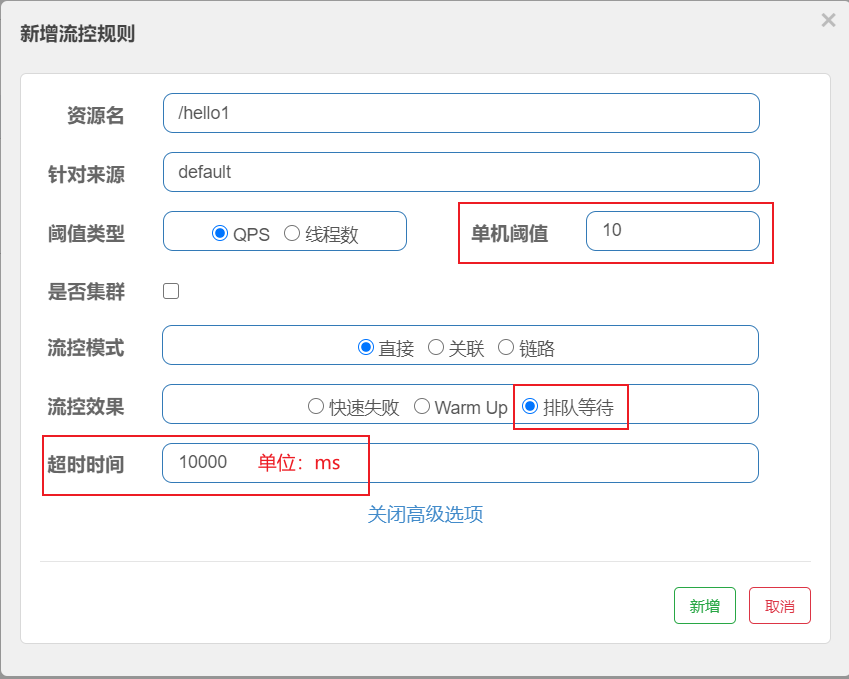 新增流控规则 ×
资源名 /hello1
针对来源 default
阈值类型 QPS 线程数 单机阈值 10
是否集群
流控模式 直接 关联 链路
流控效果 快速失败 Warm Up 排队等待
超时时间 10000 单位：ms
关闭高级选项
新增 取消